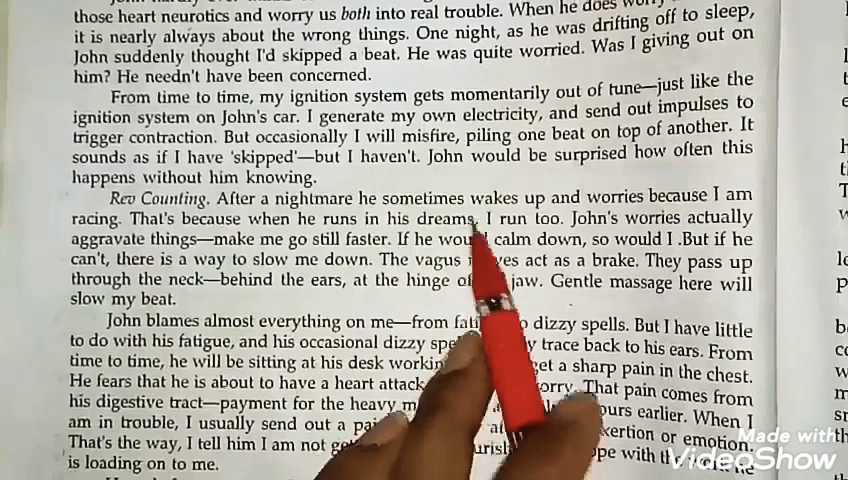 those heart neurotics and worry us both into real trouble. When he does
it is nearly always about the wrong things. One night, as he was drifting off to sleep,
John suddenly thought I'd skipped a beat. He was quite worried. Was I giving out on
him? He needn't have been concerned.
From time to time, my ignition system gets momentarily out of tune—just like the
ignition system on John's car. I generate my own electricity, and send out impulses to
trigger contraction. But occasionally I will misfire, piling one beat on top of another. It
sounds as if I have 'skipped'—but I haven't. John would be surprised how often this
happens without him knowing.
Rev Counting. After a nightmare he sometimes wakes up and worries because I am
racing. That's because when he runs in his dreams, I run too. John's worries actually
aggravate things—make me go still faster. If he would calm down, so would I .But if he
can't, there is a way to slow me down. The vagus act as a brake. They pass up
through the neck—behind the ears, at the hinge of jaw. Gentle massage here will
slow my beat.
John blames almost everything on me—from dizzy spells. But I have little
to do with his fatigue, and his occasional dizzy trace back to his ears. From
time to time, he will be sitting at his desk get a sharp pain in the chest.
He fears that he is about to have a heart attack. That pain comes from
his digestive tract—payment for the heavy earlier. When I
am in trouble, I usually send out a or emotion.
That's the way, I tell him I am not with the
is loading on to me.
Made with
VideoShow